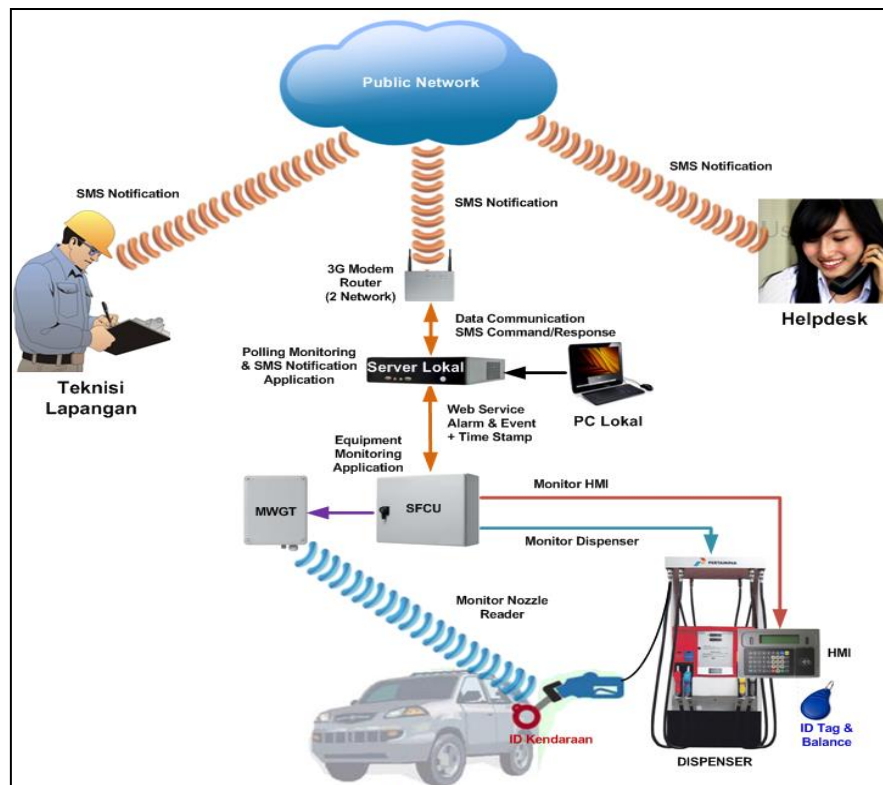 Public Network
SMS Notification
SMS Notification
SMS Notification
3G Modem
Router
(2 Network)
Us
Helpdesk
Data Communication
SMS Command/Response
Polling Monitoring
& SMS Notification
Application
Server Lokal
Teknisi
Lapangan
PC Lokal
Web Service
Alarm & Event
+ Time Stamp
Equipment
Monitoring
Application
MWGT
SFCU
Monitor HMI
Monitor Dispenser
PERTAMINA
Monitor Nozzle
Reader
HMI
ID Kendaraan
ID Tag &
Balance
DISPENSER